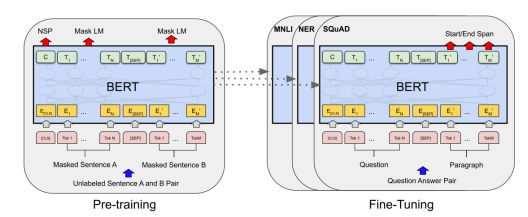 NSP Mask LM Mask LM
C T1 ... TN T[SEP] T1' ... TM'
BERT
E[CLS] E1 ... EN E[SEP] E1' ... EM'
[CLS] Tok 1 ... Tok N [SEP] Tok 1 ... TokM
Masked Sentence A Masked Sentence B
Unlabeled Sentence A and B Pair
Pre-training
MNLI NER SQuAD Start/End Span
C T1 ... TN T[SEP] T1' ... TM'
BERT
E[CLS] E1 ... EN E[SEP] E1' ... EM'
[CLS] Tok 1 ... Tok N [SEP] Tok 1 ... TokM
Question Paragraph
Question Answer Pair
Fine-Tuning